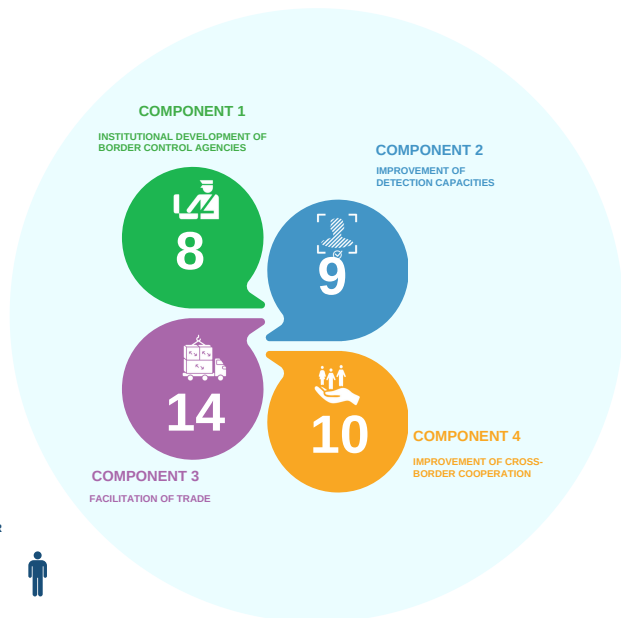 COMPONENT 1
INSTITUTIONAL DEVELOPMENT OF
BORDER CONTROL AGENCIES
8
COMPONENT 2
IMPROVEMENT OF
DETECTION CAPACITIES
9
14
COMPONENT 3
FACILITATION OF TRADE
10
COMPONENT 4
IMPROVEMENT OF CROSS-
BORDER COOPERATION